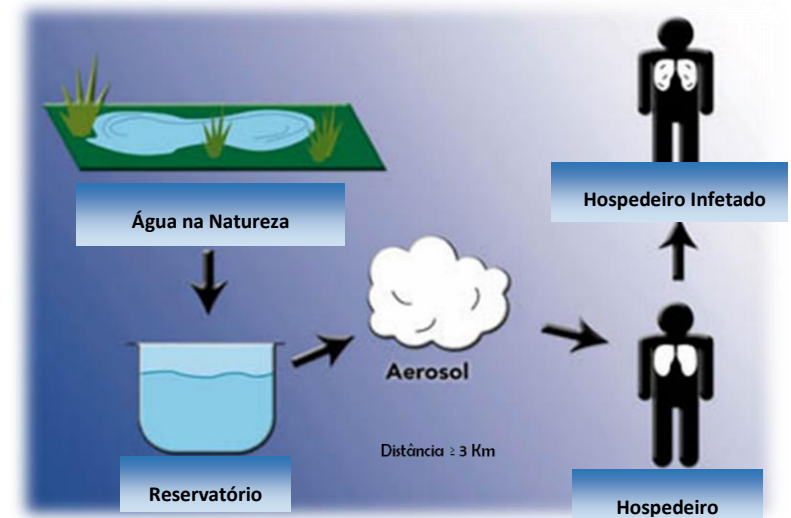 Água na Natureza
Hospedeiro Infetado
Aerosol
Distância ≥ 3 Km
Reservatório
Hospedeiro